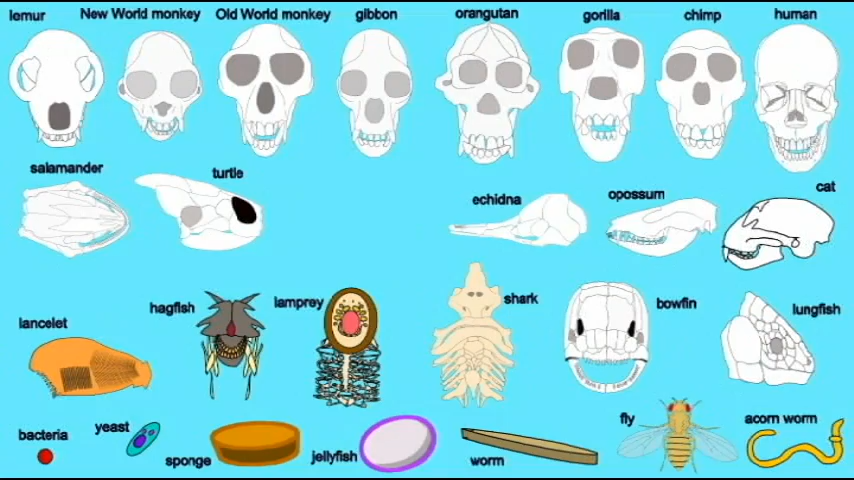 lemur
New World monkey
Old World monkey
gibbon
orangutan
gorilla
chimp
human
salamander
turtle
echidna
opossum
cat
lancelet
hagfish
lamprey
shark
bowfin
lungfish
bacteria
yeast
sponge
jellyfish
worm
fly
acorn worm